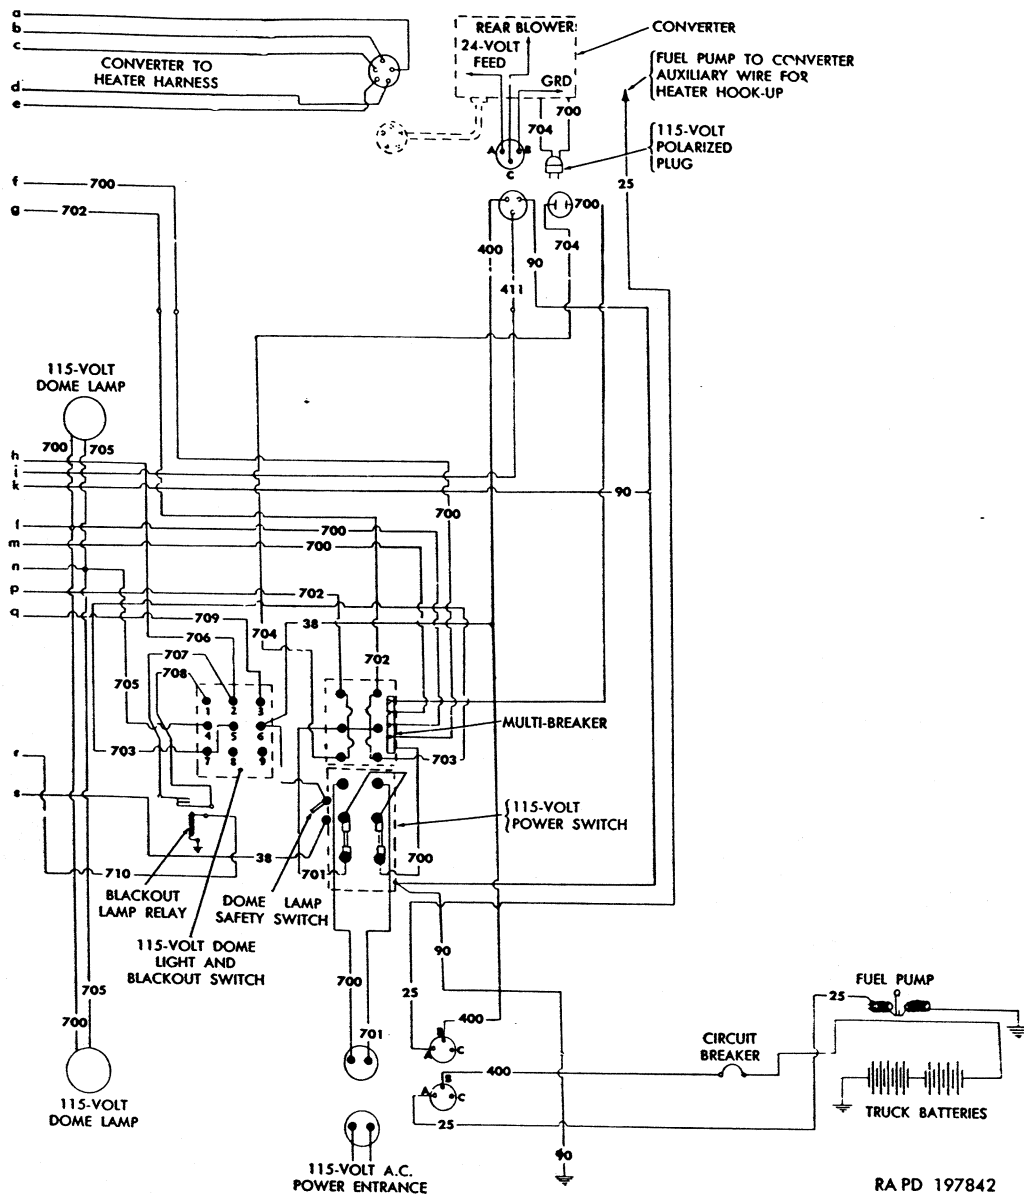 a
b
c
CONVERTER TO
HEATER HARNESS
d
e
REAR BLOWER
24-VOLT
FEED
GRD
CONVERTER
FUEL PUMP TO CONVERTER
AUXILIARY WIRE FOR
HEATER HOOK-UP
704
700
115-VOLT
POLARIZED
PLUG
A
B
C
25
f
700
g
702
C
700
400
90
704
411
115-VOLT
DOME LAMP
700
705
h
i
k
90
700
l
700
m
700
n
p
702
q
709
704
38
706
707
702
708
705
1
2
3
4
5
6
7
8
9
MULTI-BREAKER
703
703
r
s
115-VOLT
POWER SWITCH
38
700
701
710
BLACKOUT
LAMP RELAY
DOME LAMP
SAFETY SWITCH
115-VOLT DOME
LIGHT AND
BLACKOUT SWITCH
90
700
25
705
700
701
400
B
A
C
FUEL PUMP
25
CIRCUIT
BREAKER
400
B
A
C
25
TRUCK BATTERIES
115-VOLT
DOME LAMP
90
115-VOLT A.C.
POWER ENTRANCE
RA PD 197842